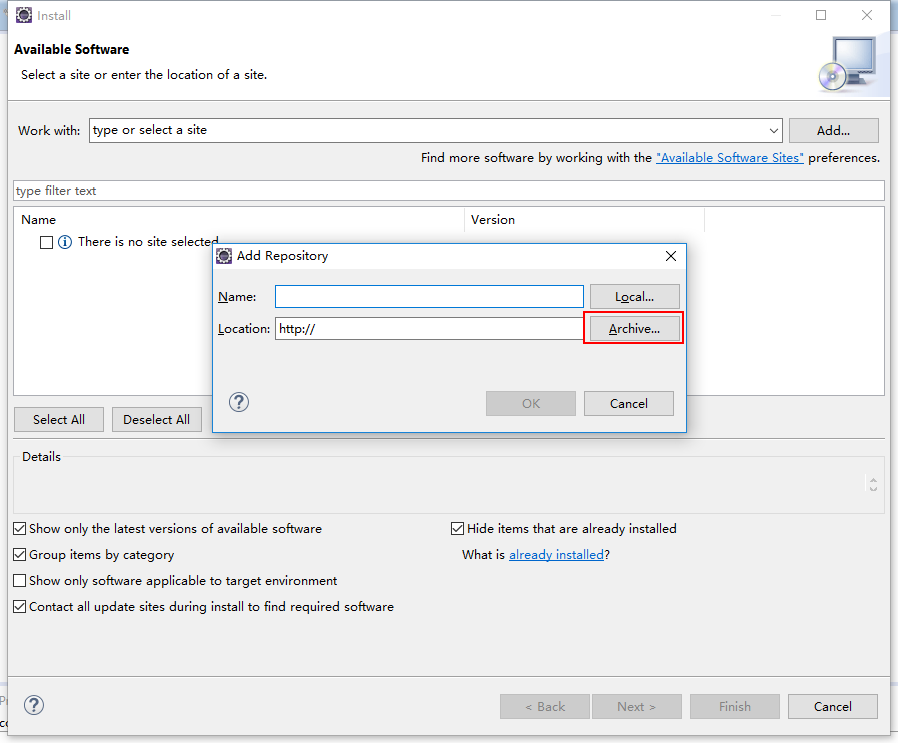 Install
Available Software
Select a site or enter the location of a site.
Work with: type or select a site Add...
Find more software by working with the "Available Software Sites" preferences.
type filter text
Name Version
There is no site selected
Add Repository
Name: Local...
Location: http:// Archive...
OK Cancel
Select All Deselect All
Details
Show only the latest versions of available software Hide items that are already installed
Group items by category What is already installed?
Show only software applicable to target environment
Contact all update sites during install to find required software
< Back Next > Finish Cancel